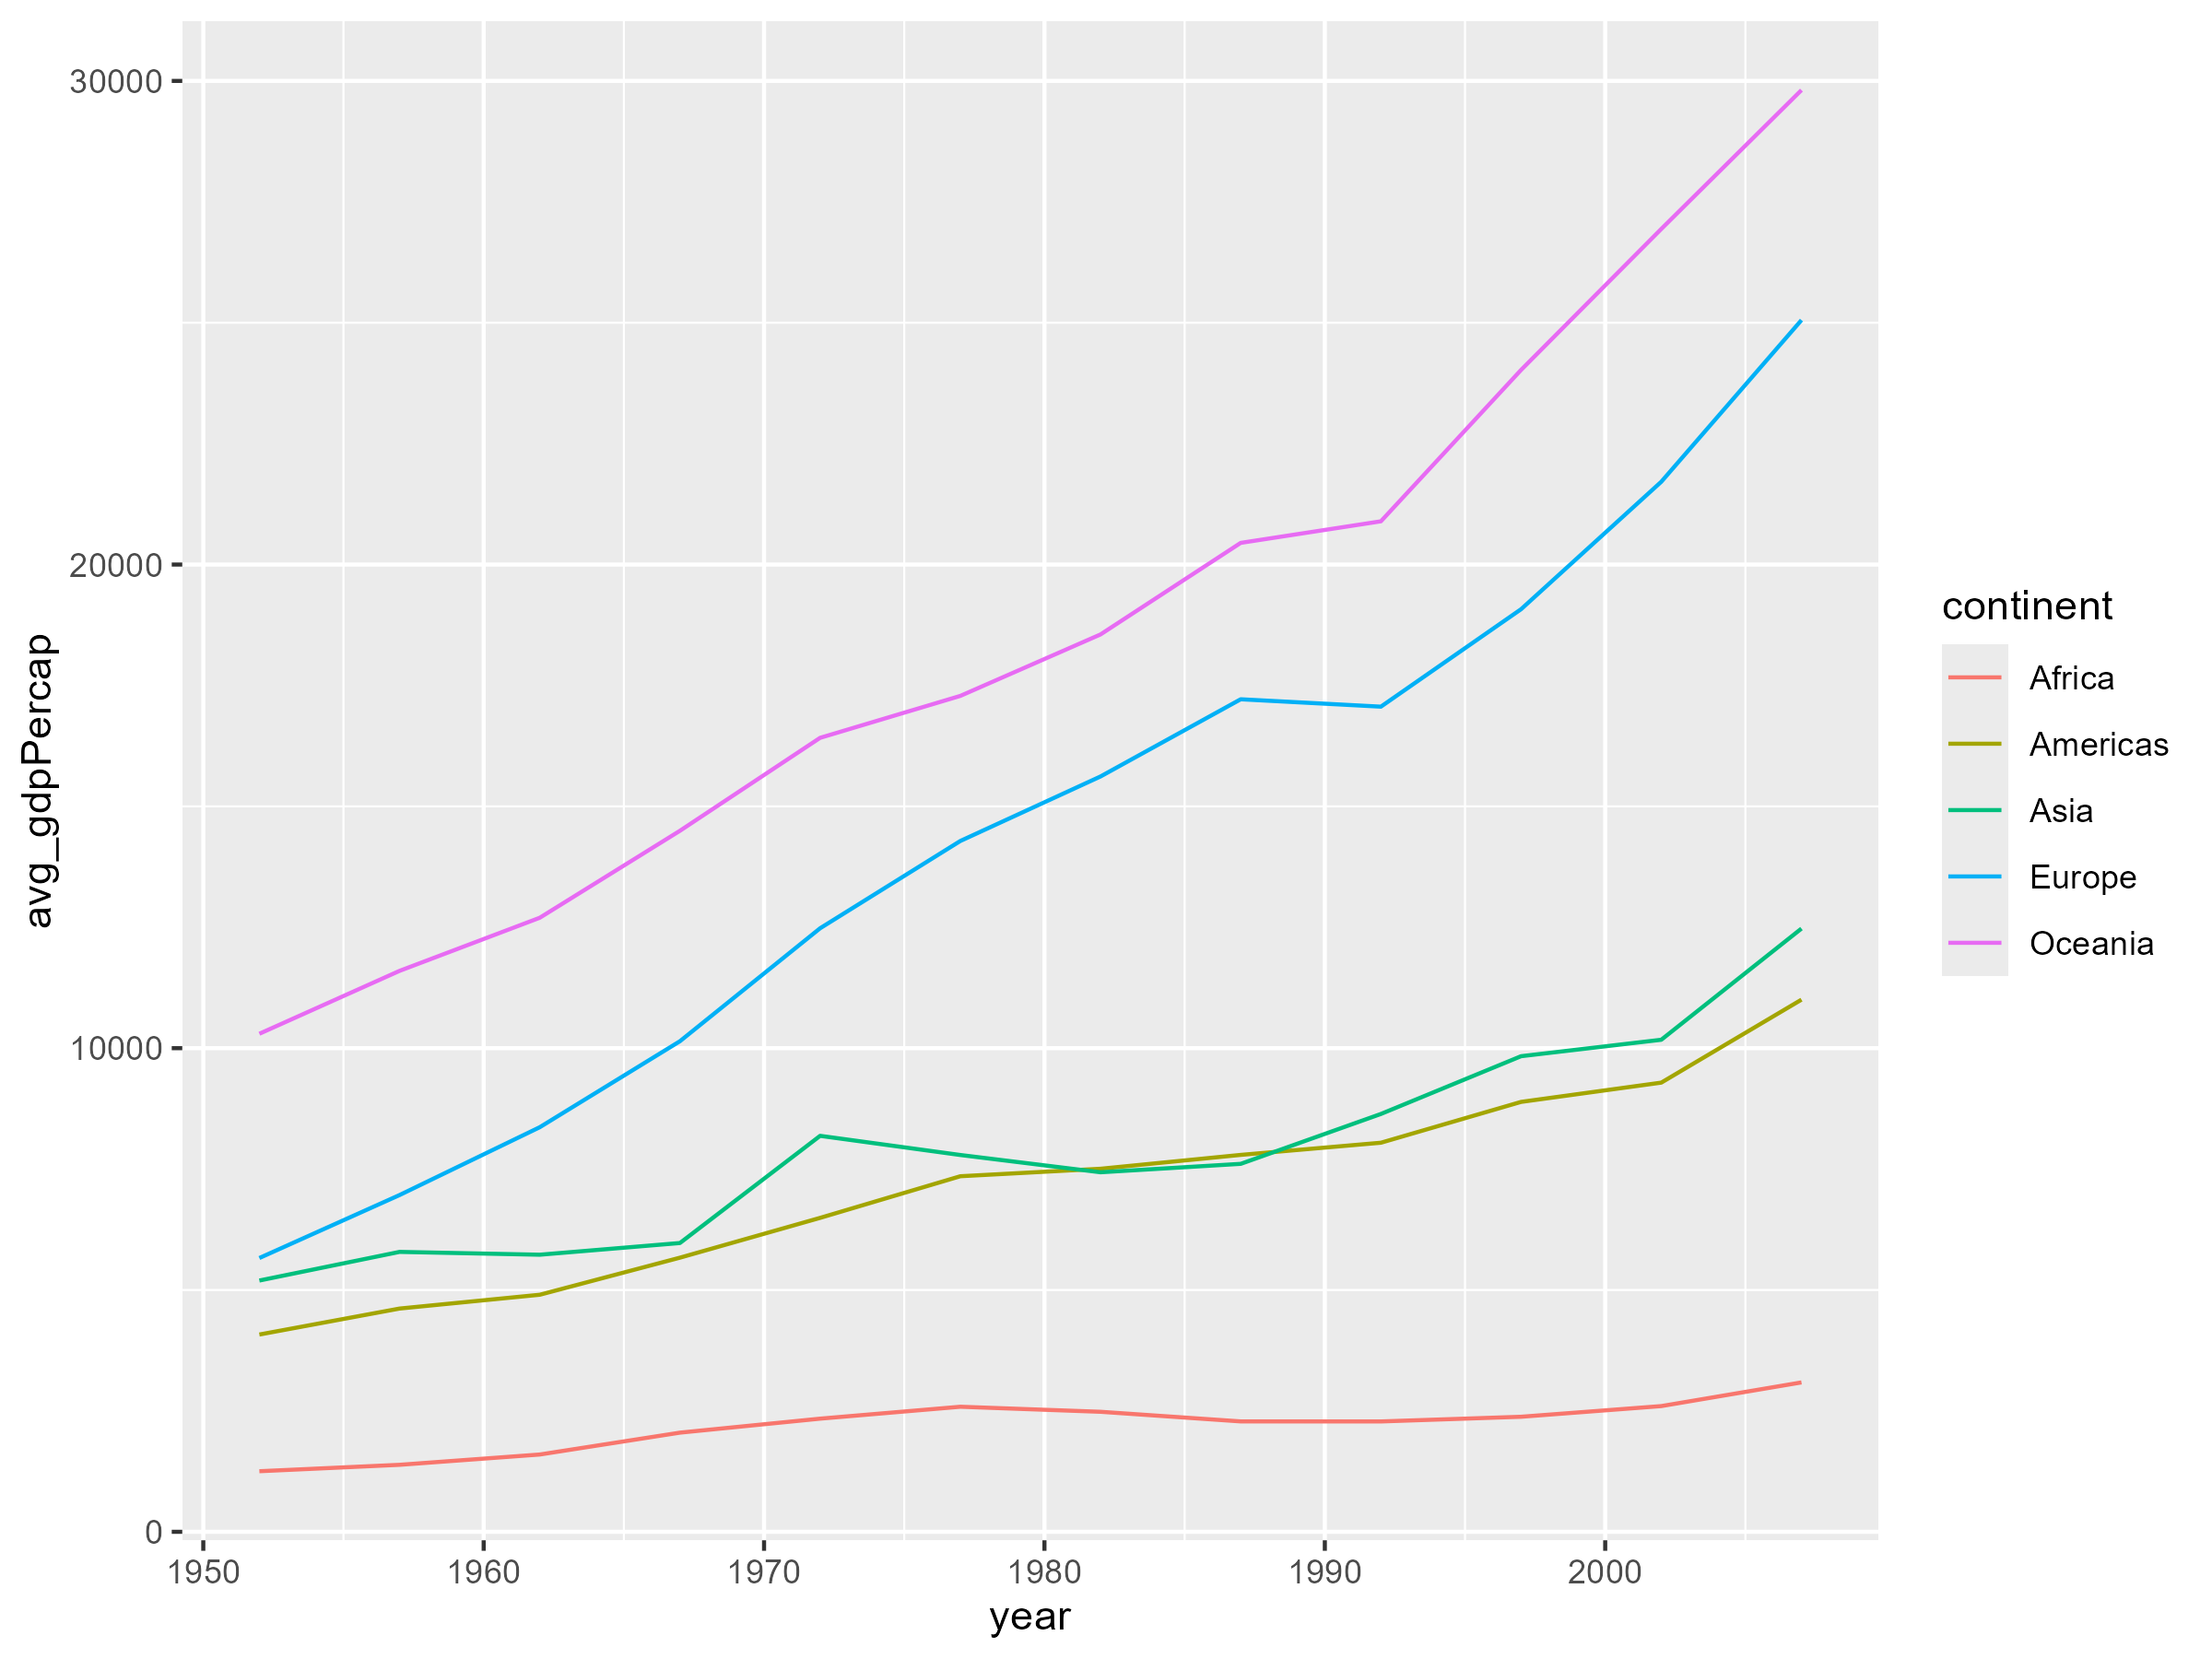 30000
20000
10000
0
avg_gdpPercap
1950 1960 1970 1980 1990 2000
year
continent
Africa
Americas
Asia
Europe
Oceania